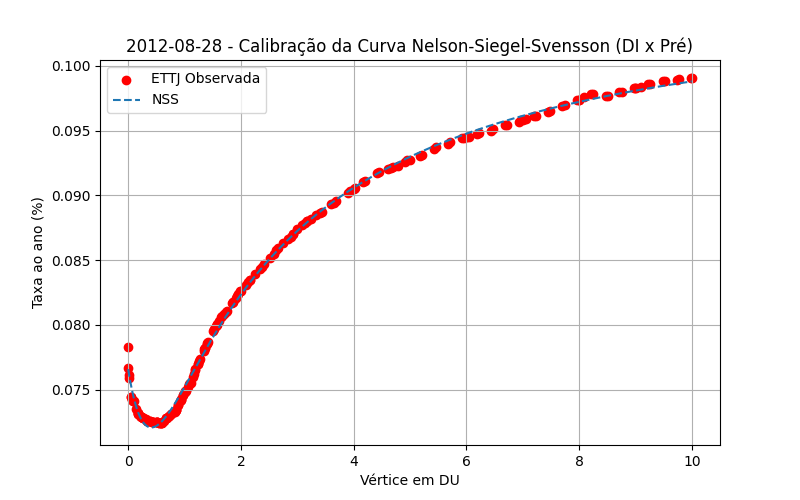 2012-08-28 - Calibração da Curva Nelson-Siegel-Svensson (DI x Pré)
ETTJ Observada
NSS
Taxa ao ano (%)
0.100
0.095
0.090
0.085
0.080
0.075
0 2 4 6 8 10
Vértice em DU